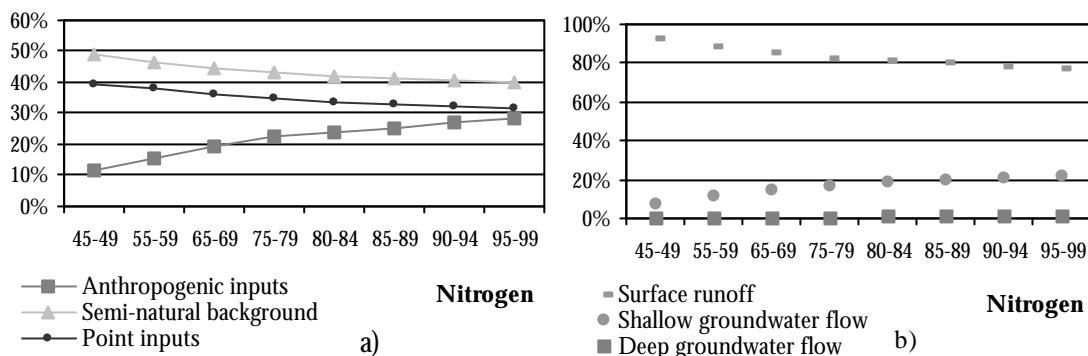 60%
50%
40%
30%
20%
10%
0%
45-49 55-59 65-69 75-79 80-84 85-89 90-94 95-99
Anthropogenic inputs
Semi-natural background
Point inputs
Nitrogen
a)
100%
80%
60%
40%
20%
0%
45-49 55-59 65-69 75-79 80-84 85-89 90-94 95-99
Surface runoff
Shallow groundwater flow
Deep groundwater flow
Nitrogen
b)